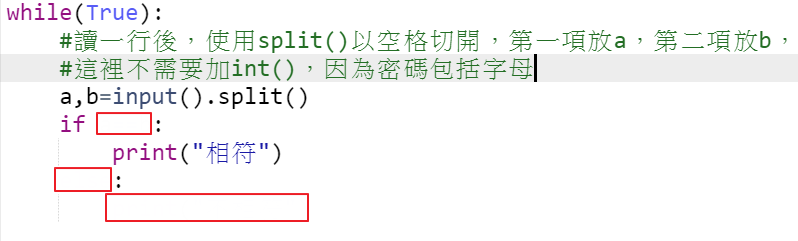 while(True):
#讀一行後，使用split()以空格切開，第一項放a，第二項放b，
#這裡不需要加int()，因為密碼包括字母
a,b=input().split()
if :
print("相符")
: